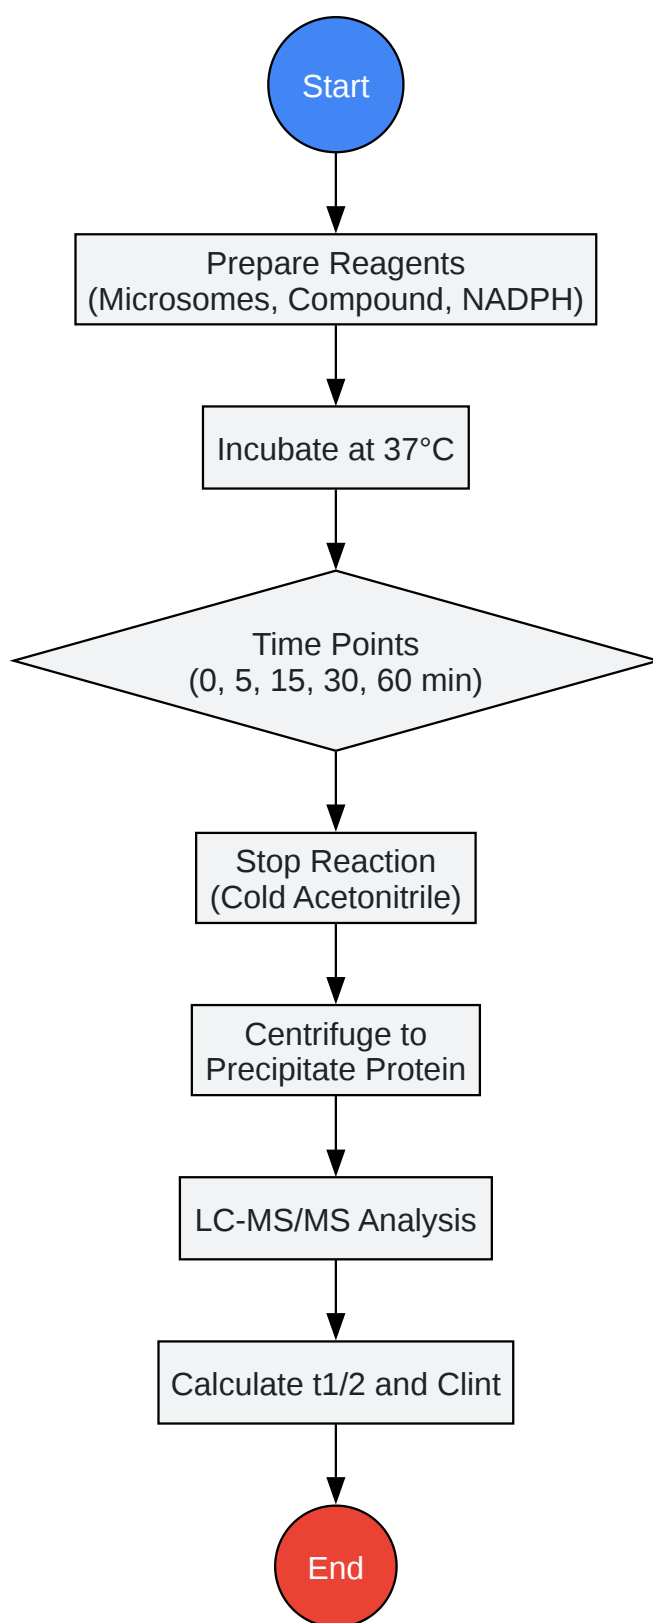 Start
Prepare Reagents
(Microsomes, Compound, NADPH)
Incubate at 37°C
Time Points
(0, 5, 15, 30, 60 min)
Stop Reaction
(Cold Acetonitrile)
Centrifuge to
Precipitate Protein
LC-MS/MS Analysis
Calculate t1/2 and Clint
End